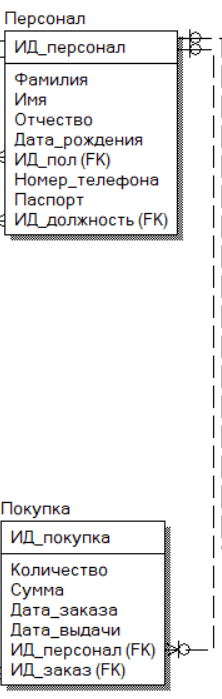 Персонал
ИД_персонал
Фамилия
Имя
Отчество
Дата_рождения
ИД_пол (FK)
Номер_телефона
Паспорт
ИД_должность (FK)
Покупка
ИД_покупка
Количество
Сумма
Дата_заказа
Дата_выдачи
ИД_персонал (FK)
ИД_заказ (FK)